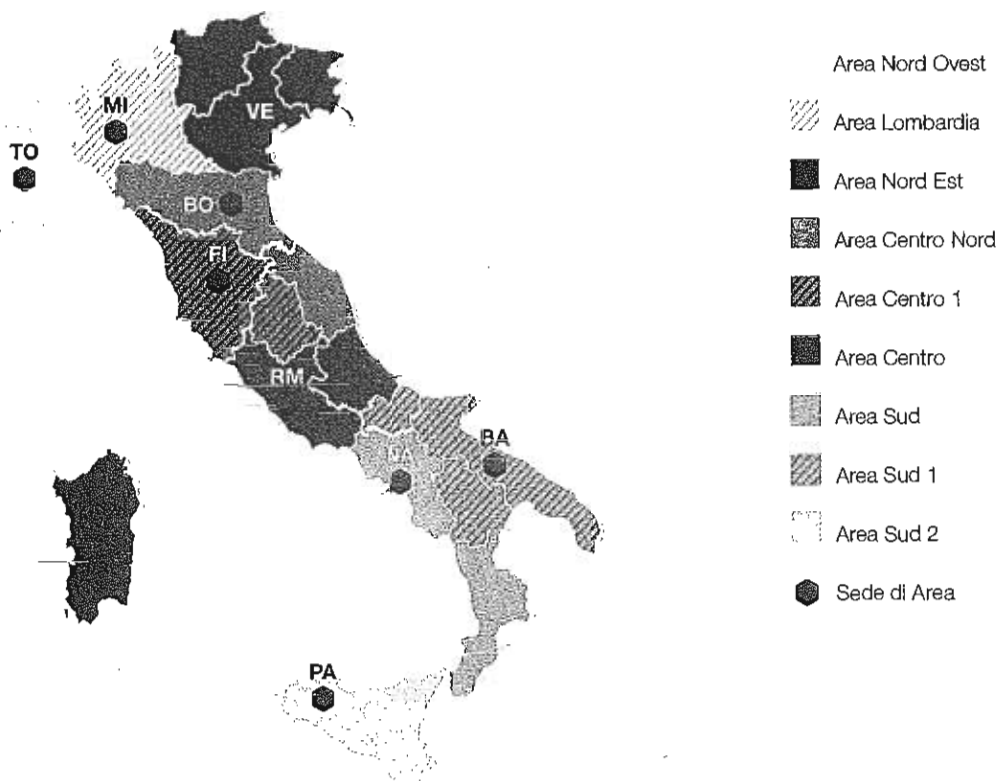 MI
VE
TO
BO
FI
RM
BA
NA
PA
Area Nord Ovest
Area Lombardia
Area Nord Est
Area Centro Nord
Area Centro 1
Area Centro
Area Sud
Area Sud 1
Area Sud 2
Sede di Area